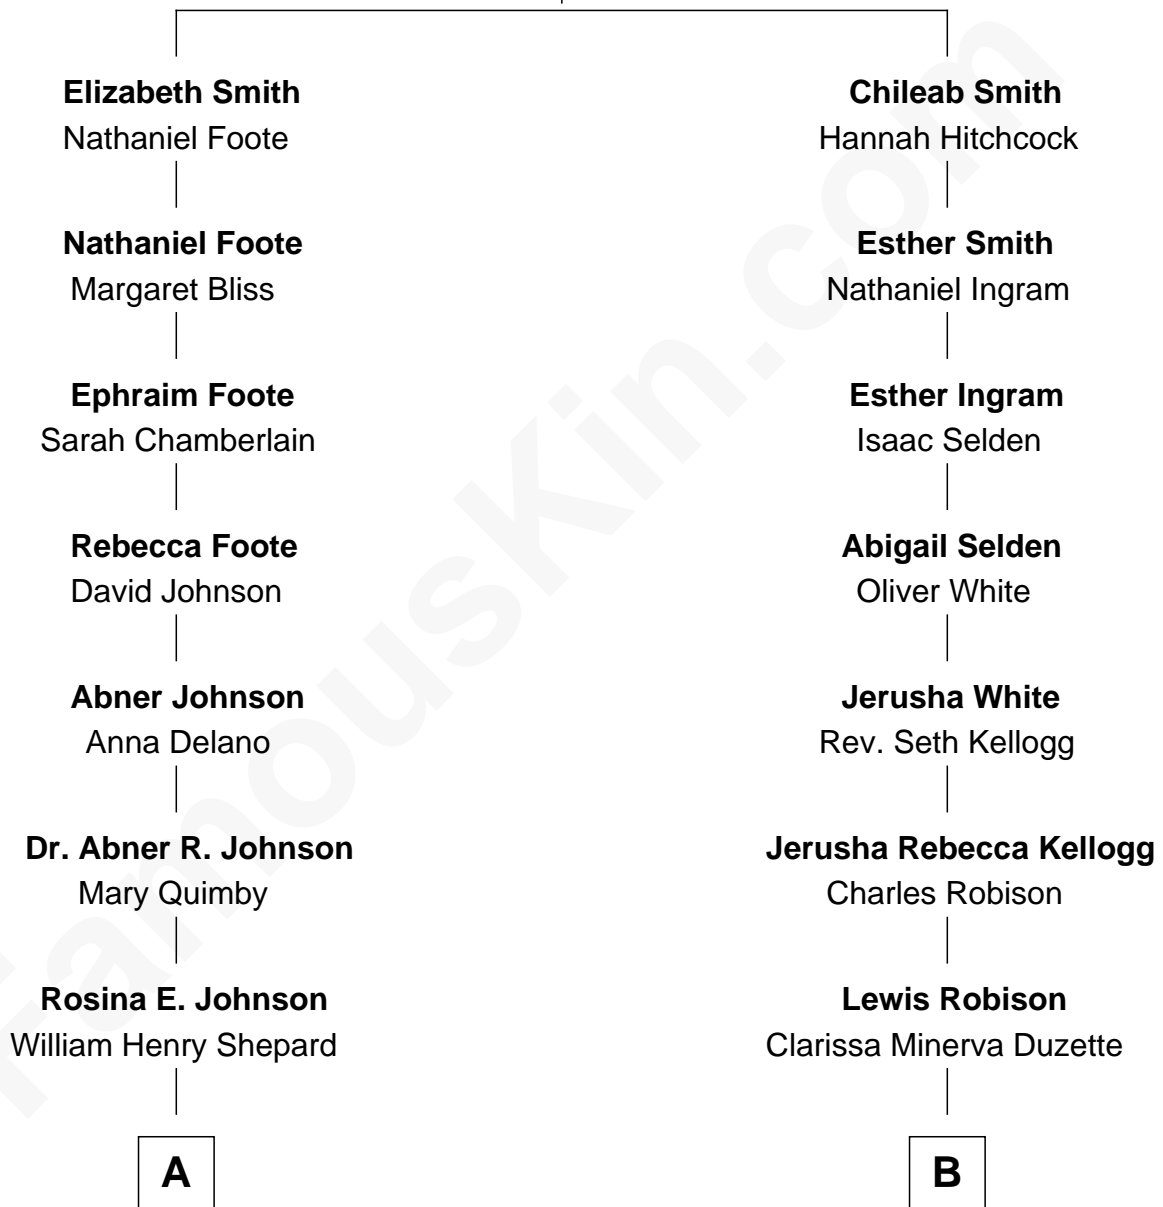 Elizabeth Smith
Nathaniel Foote
Nathaniel Foote
Margaret Bliss
Ephraim Foote
Sarah Chamberlain
Rebecca Foote
David Johnson
Abner Johnson
Anna Delano
Dr. Abner R. Johnson
Mary Quimby
Rosina E. Johnson
William Henry Shepard
A
Chileab Smith
Hannah Hitchcock
Esther Smith
Nathaniel Ingram
Esther Ingram
Isaac Selden
Abigail Selden
Oliver White
Jerusha White
Rev. Seth Kellogg
Jerusha Rebecca Kellogg
Charles Robison
Lewis Robison
Clarissa Minerva Duzette
B
FamousKin.com